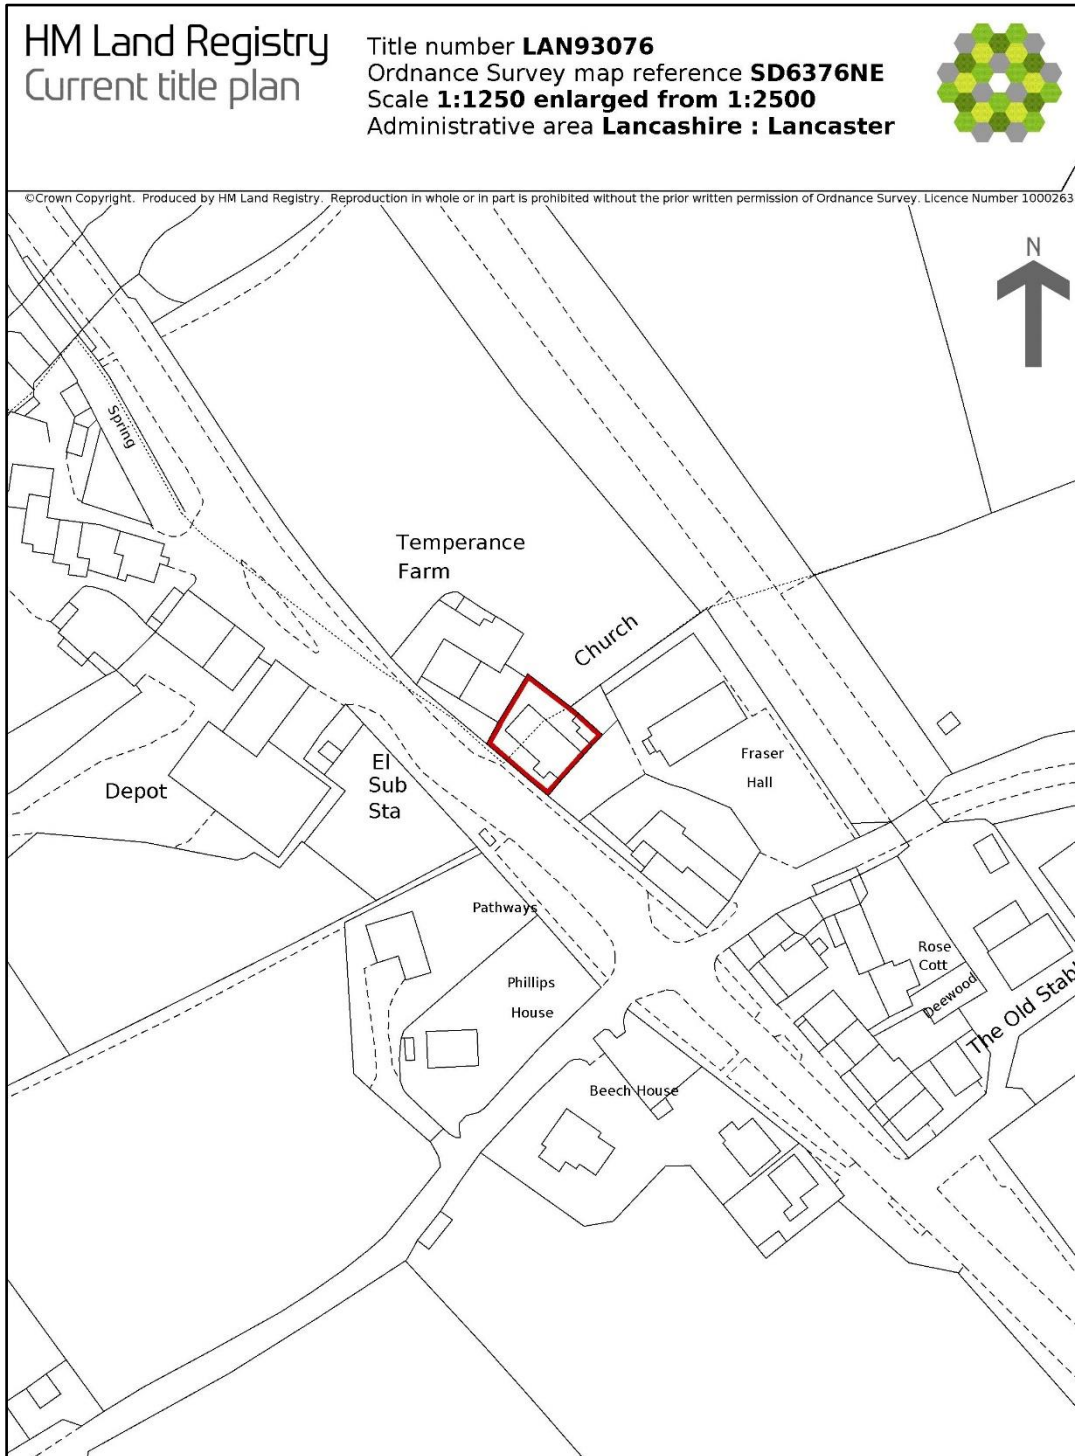 HM Land Registry
Current title plan
Title number LAN93076
Ordnance Survey map reference SD6376NE
Scale 1:1250 enlarged from 1:2500
Administrative area Lancashire : Lancaster
©Crown Copyright. Produced by HM Land Registry. Reproduction in whole or in part is prohibited without the prior written permission of Ordnance Survey. Licence Number 1000263
N
Spring
Temperance
Farm
Church
Fraser
Hall
El
Sub
Sta
Depot
Pathways
Phillips
House
Rose
Cott
Deewood
The Old Stabl
Beech House